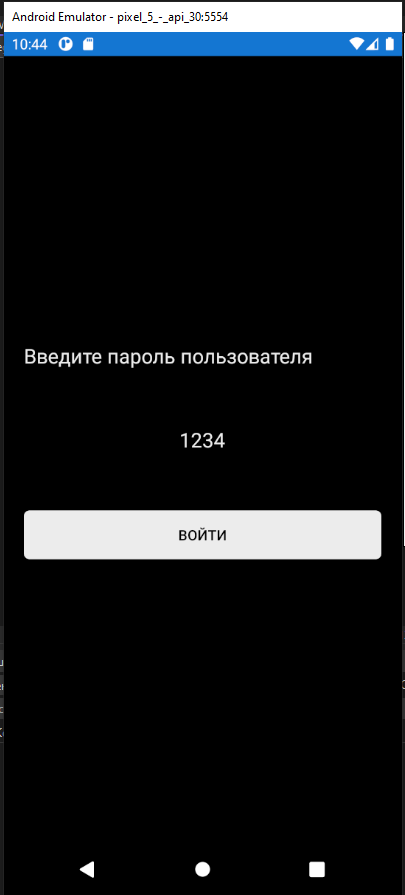 Android Emulator - pixel_5_-_api_30:5554
10:44
Введите пароль пользователя
1234
ВОЙТИ